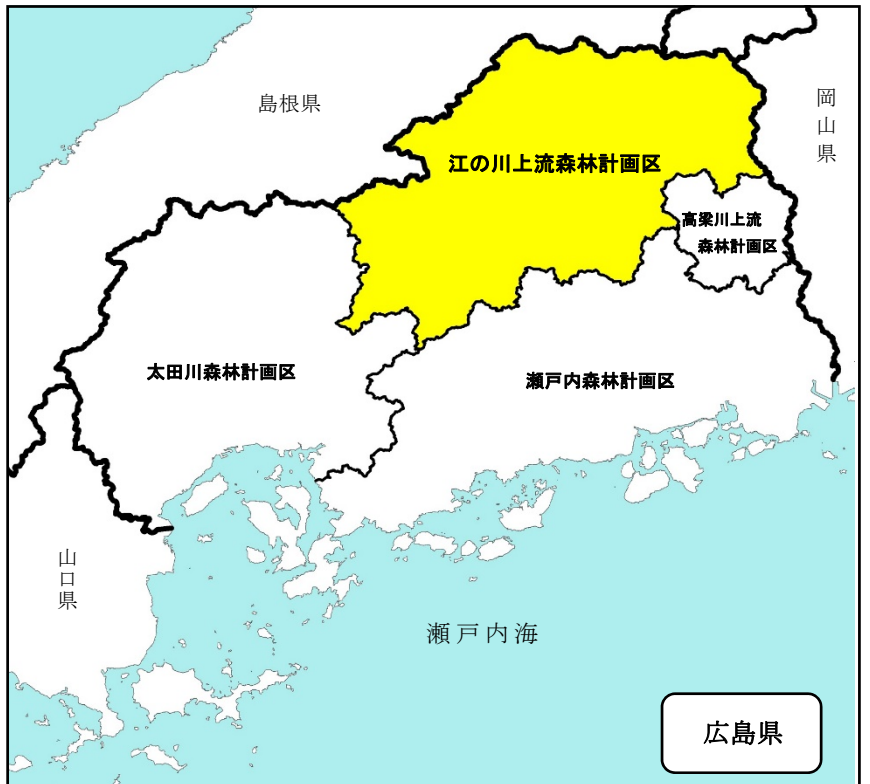 島根県
岡山県
江の川上流森林計画区
高梁川上流
森林計画区
太田川森林計画区
瀬戸内森林計画区
山口県
瀬戸内海
広島県